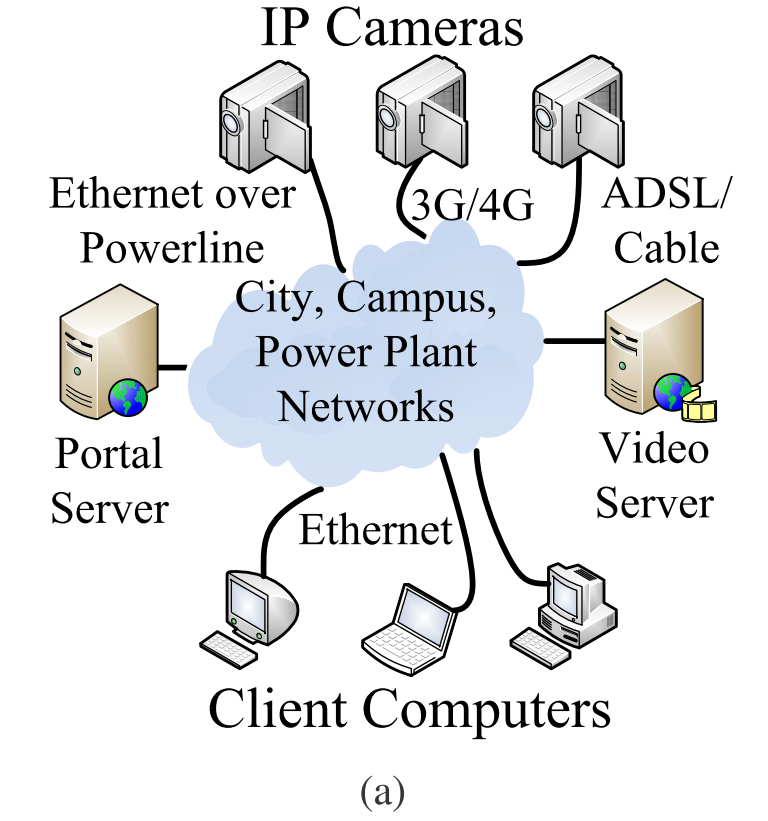 IP Cameras
Ethernet over
Powerline
3G/4G
ADSL/
Cable
City, Campus,
Power Plant
Networks
Portal
Server
Video
Server
Ethernet
Client Computers
(a)